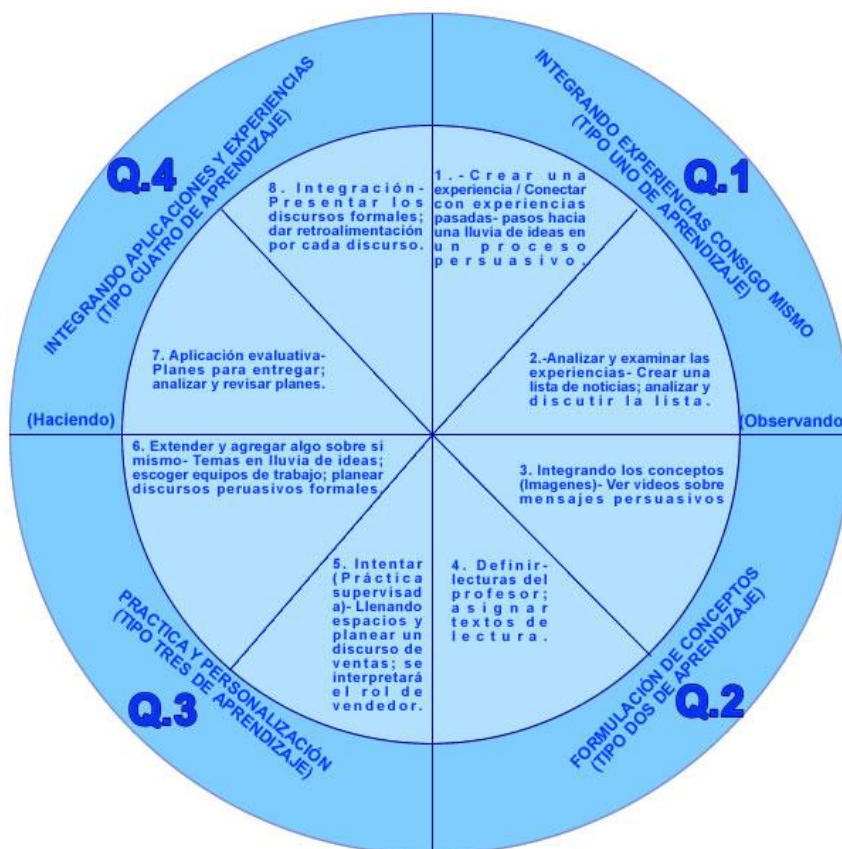 INTEGRANDO EXPERIENCIAS CONSIGO MISMO
(TIPO UNO DE APRENDIZAJE)
Q.1
1.-Crear una
experiencia / Conectar
con experiencias
pasadas- pasos hacia
una lluvia de ideas en
un proceso
persuasivo.
2.-Analizar y examinar las
experiencias- Crear una
lista de noticias; analizar y
discutir la lista.
(Observando)
3. Integrando los conceptos
(Imagenes)- Ver videos sobre
mensajes persuasivos
4. Definir-
lecturas del
profesor;
asignar
textos de
lectura.
FORMULACIÓN DE CONCEPTOS
(TIPO DOS DE APRENDIZAJE)
Q.2
5. Intentar
(Práctica
supervisad
a)- Llenando
espacios y
planear un
discurso de
ventas; se
interpretará
el rol de
vendedor.
6. Extender y agregar algo sobre si
mismo- Temas en lluvia de ideas;
escoger equipos de trabajo; planear
discursos peruasivos formales.
PRACTICA Y PERSONALIZACIÓN
(TIPO TRES DE APRENDIZAJE)
Q.3
(Haciendo)
7. Aplicación evaluativa-
Planes para entregar;
analizar y revisar planes.
8. Integración-
Presentar los
discursos formales;
dar retroalimentación
por cada discurso.
INTEGRANDO APLICACIONES Y EXPERIENCIAS
(TIPO CUATRO DE APRENDIZAJE)
Q.4